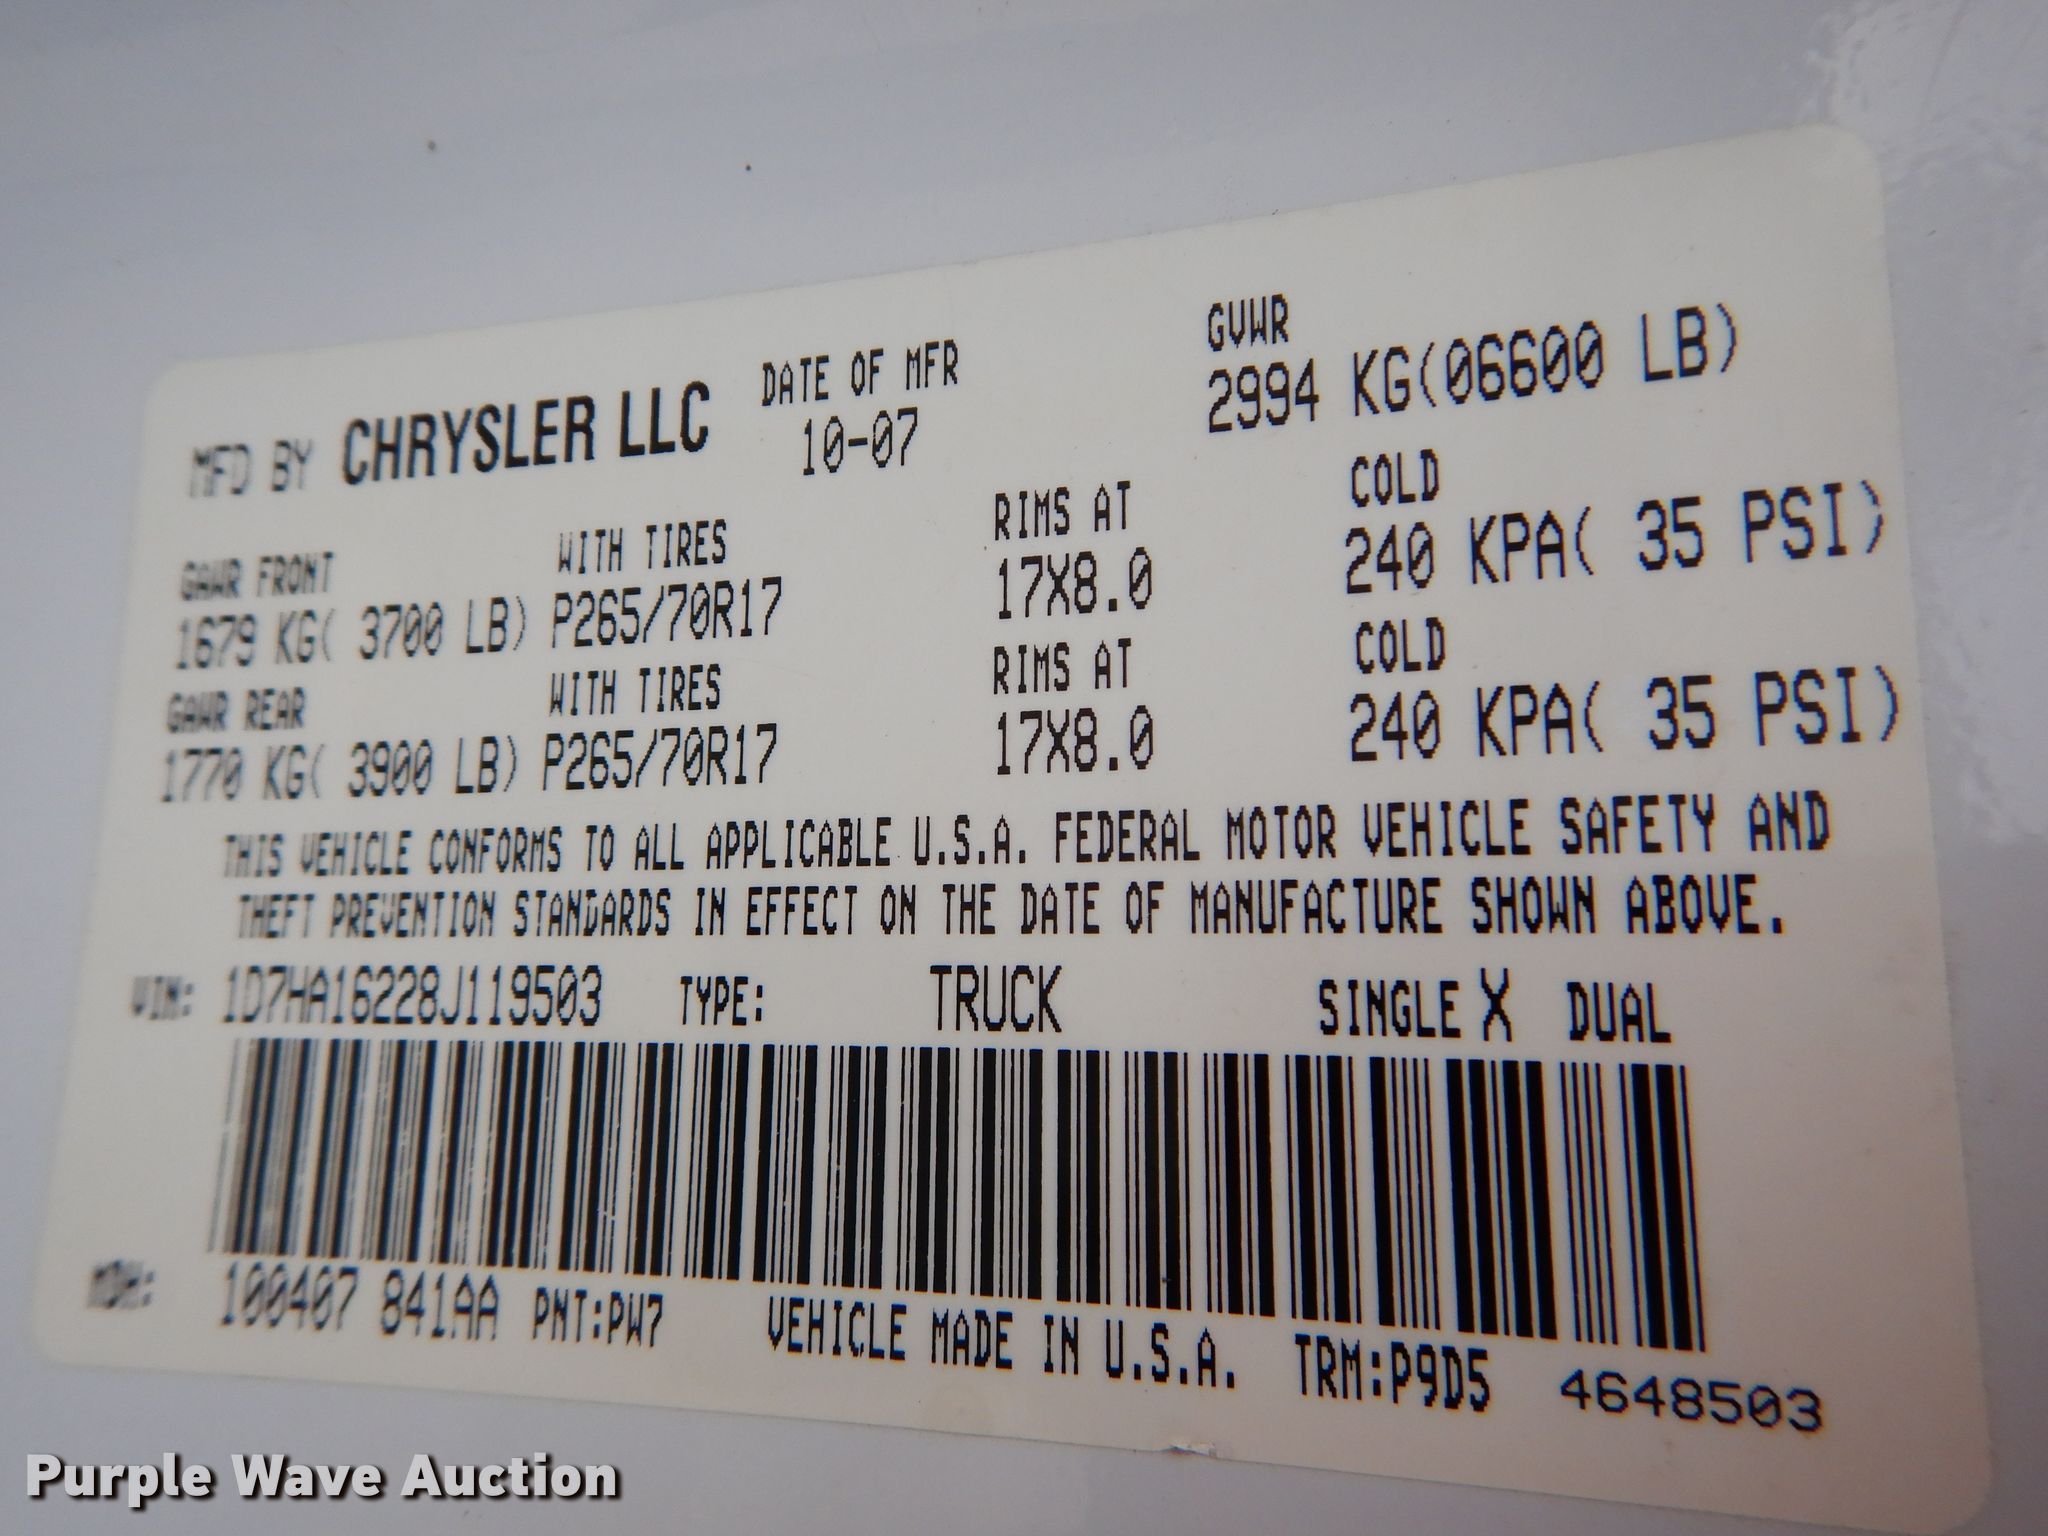 MFD BY CHRYSLER LLC DATE OF MFR GVWR
10-07 2994 KG(06600 LB)
GAWR FRONT WITH TIRES RIMS AT COLD
1679 KG( 3700 LB) P265/70R17 17X8.0 240 KPA( 35 PSI)
GAWR REAR WITH TIRES RIMS AT COLD
1770 KG( 3900 LB) P265/70R17 17X8.0 240 KPA( 35 PSI)
THIS VEHICLE CONFORMS TO ALL APPLICABLE U.S.A. FEDERAL MOTOR VEHICLE SAFETY AND
THEFT PREVENTION STANDARDS IN EFFECT ON THE DATE OF MANUFACTURE SHOWN ABOVE.
VIN: 1D7HA16228J119503 TYPE: TRUCK SINGLE X DUAL
MDH: 100407 841AA PNT:PW7 VEHICLE MADE IN U.S.A. TRM:P9D5 4648503
Purple Wave Auction